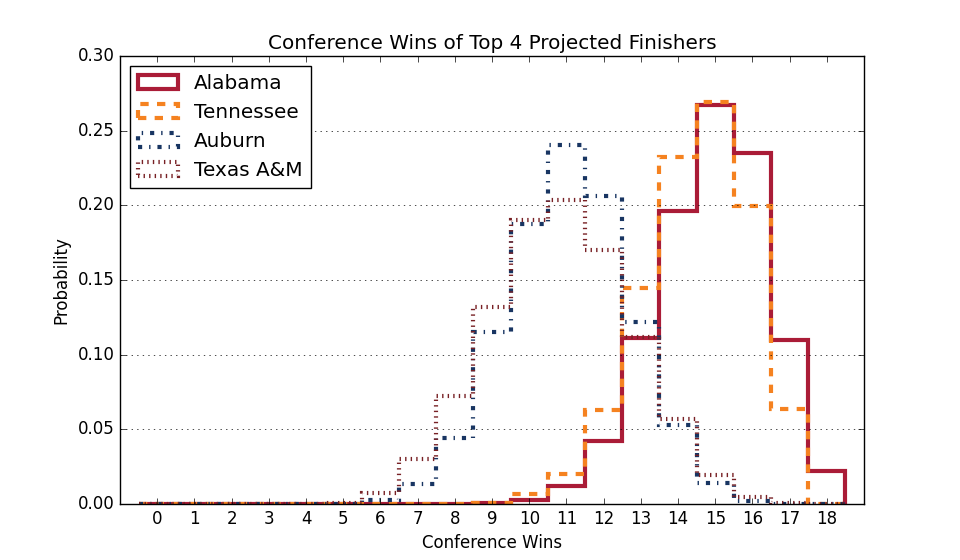 Conference Wins of Top 4 Projected Finishers
0.30
0.25
0.20
0.15
0.10
0.05
0.00
Probability
Alabama
Tennessee
Auburn
Texas A&M
0 1 2 3 4 5 6 7 8 9 10 11 12 13 14 15 16 17 18
Conference Wins